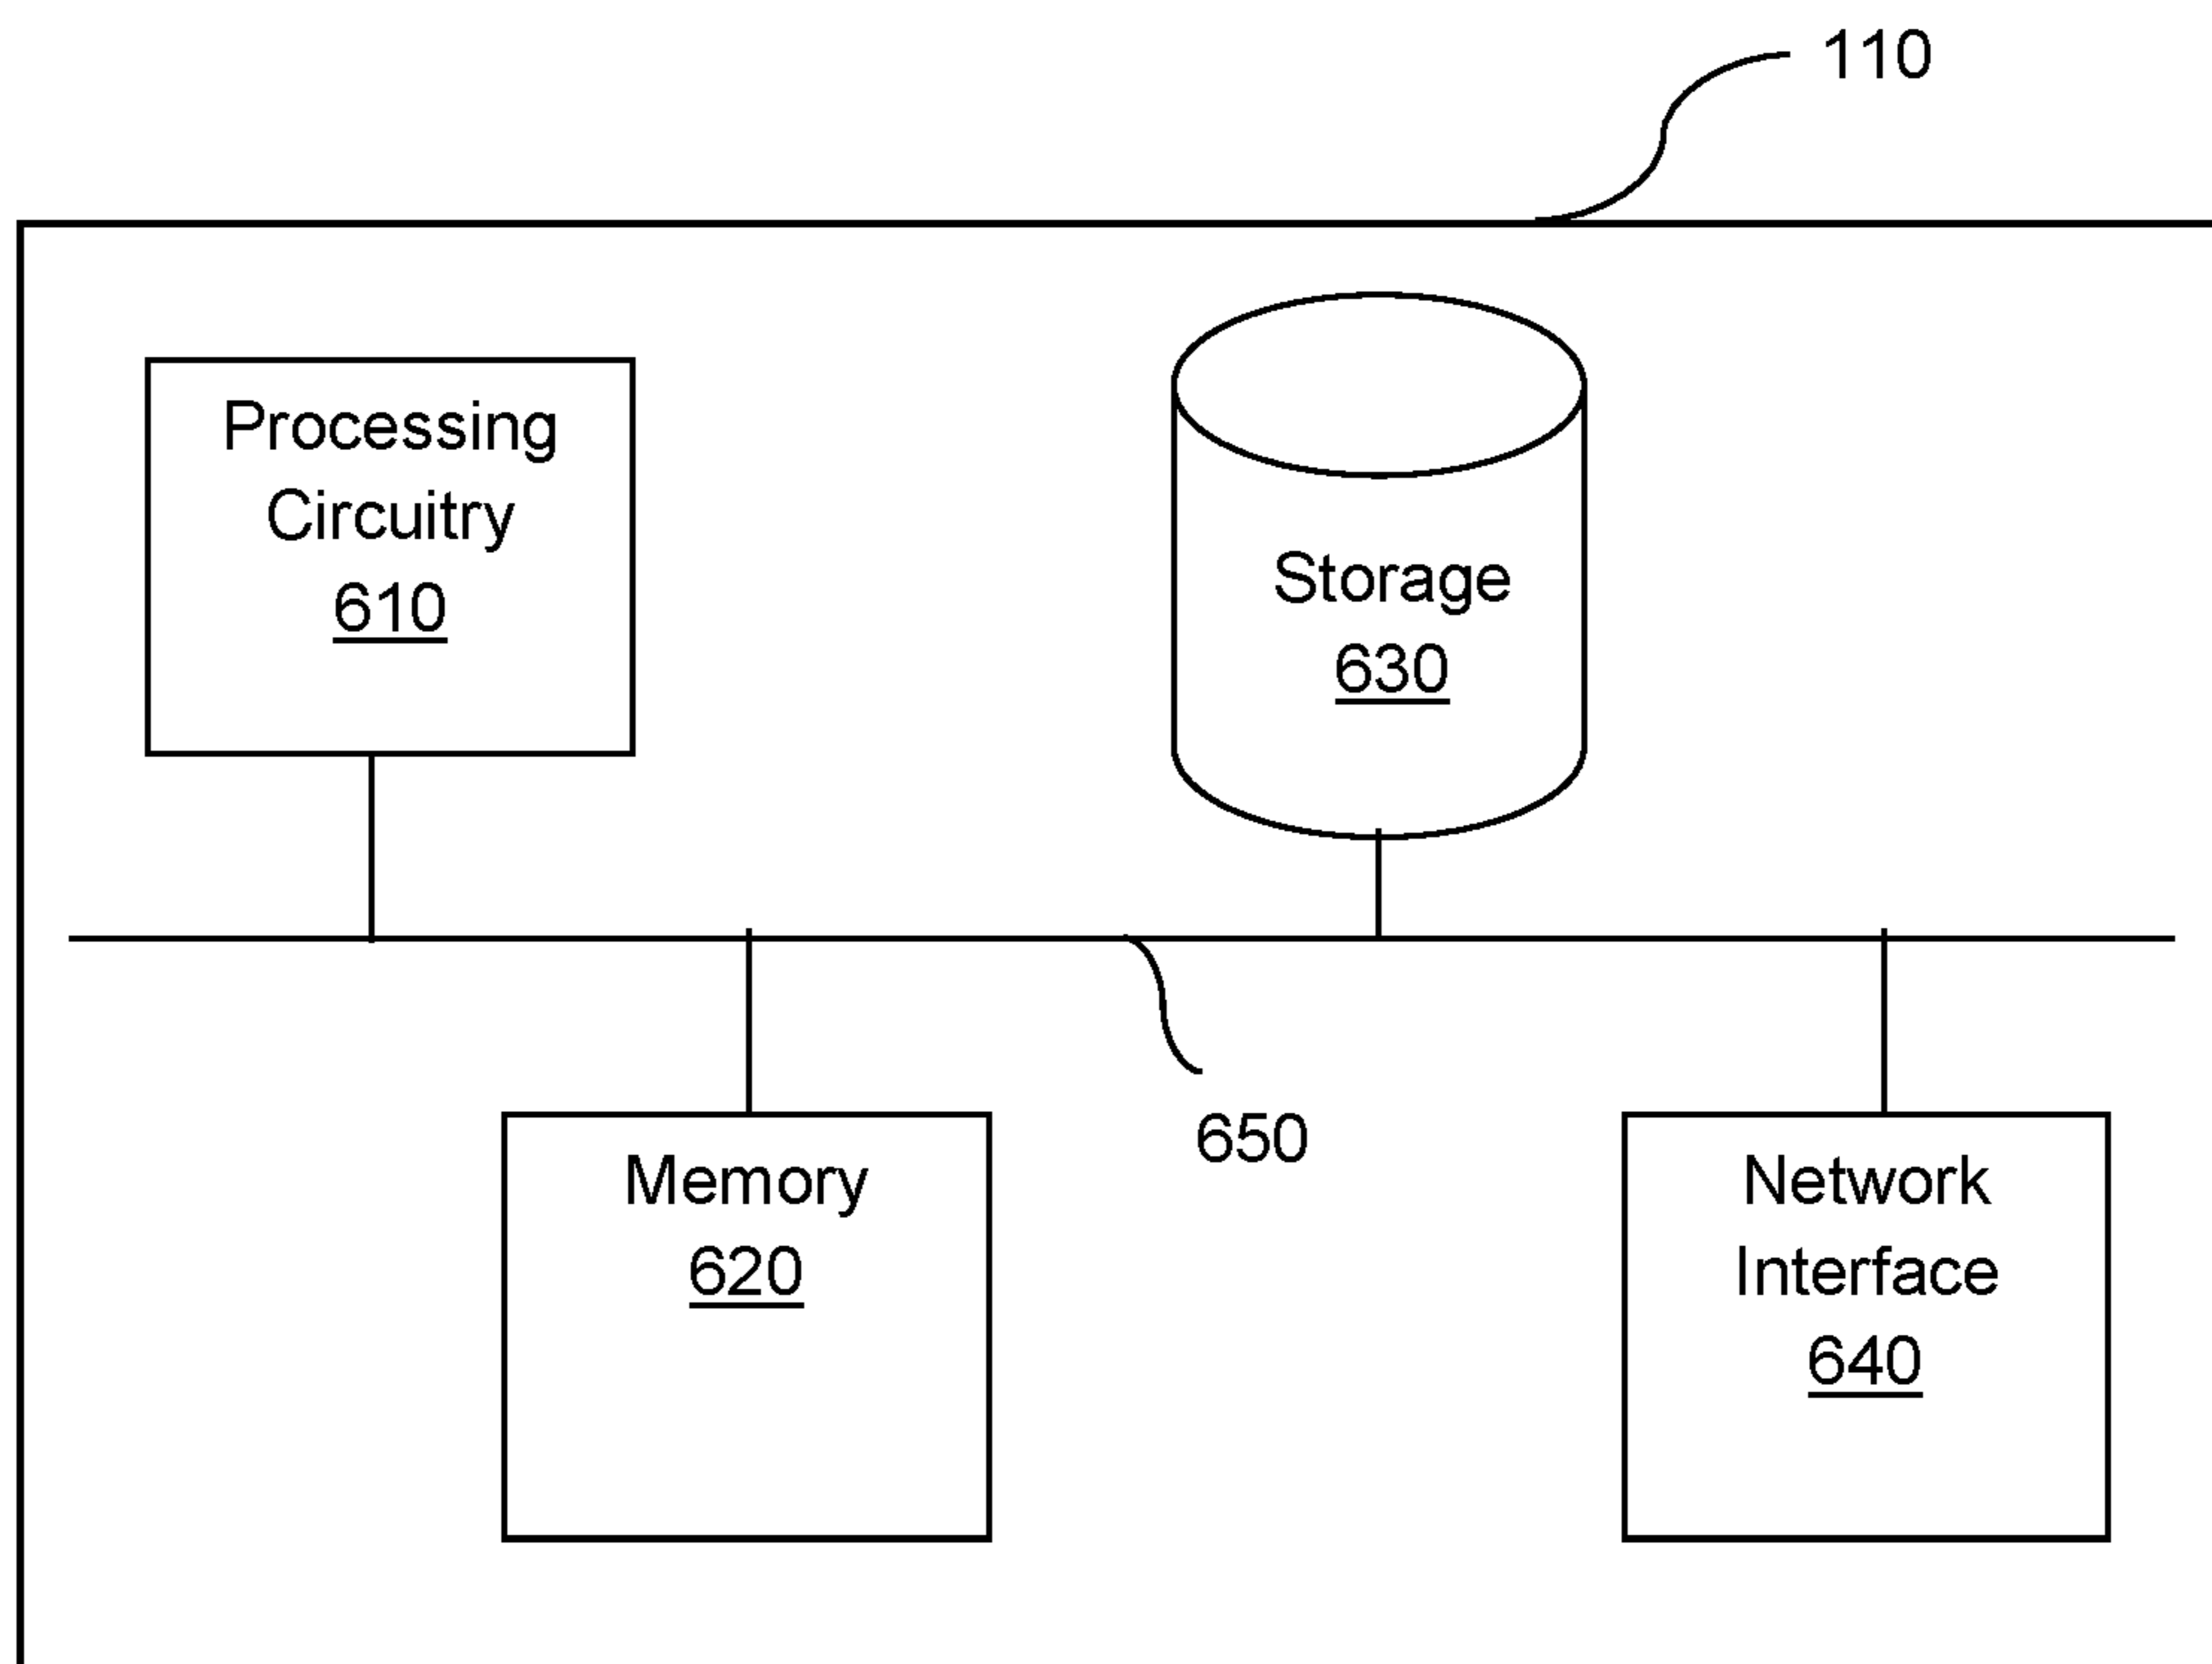 110
Processing
Circuitry
610
Storage
630
650
Memory
620
Network
Interface
640